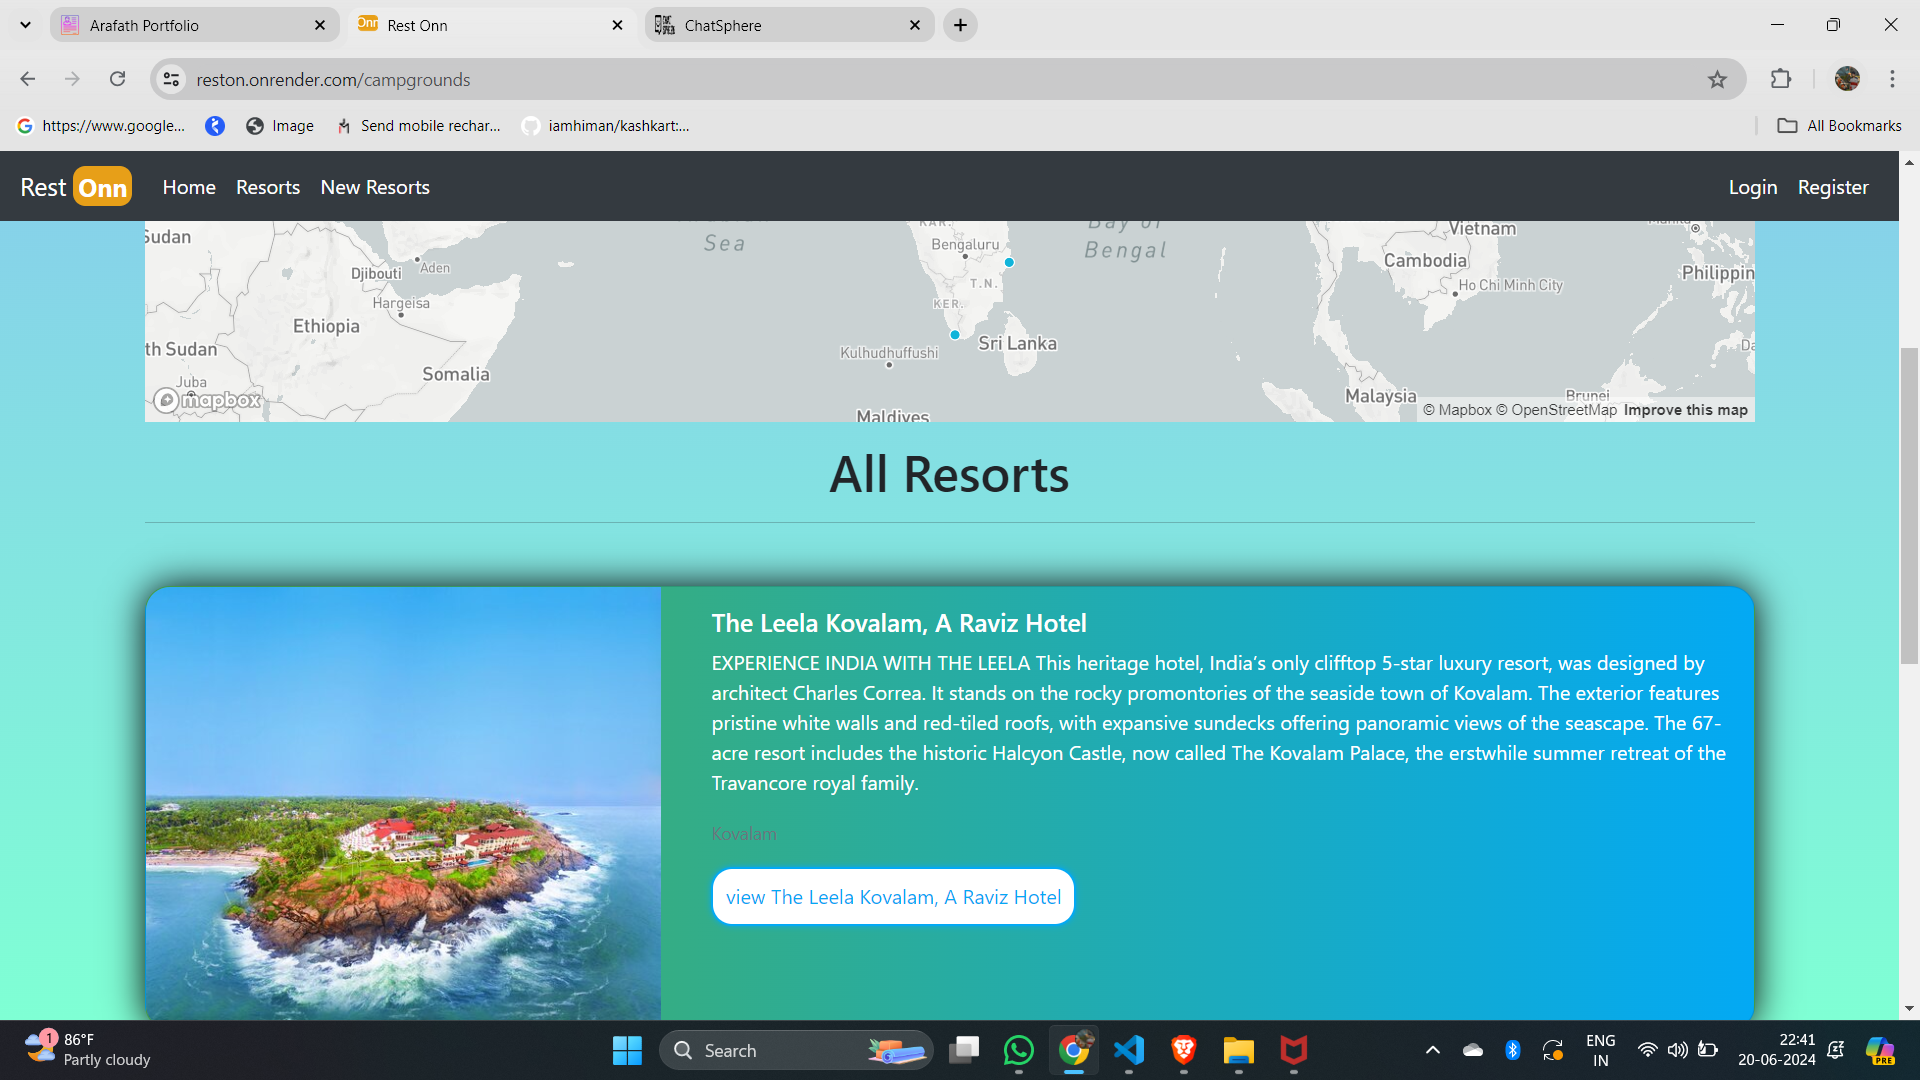 Arafath Portfolio
Rest Onn
ChatSphere
reston.onrender.com/campgrounds
https://www.google...
Image
Send mobile rechar...
iamhiman/kashkart:...
All Bookmarks
Rest Onn
Home
Resorts
New Resorts
Login
Register
Sudan
Aden
Djibouti
Hargeisa
Ethiopia
th Sudan
Juba
Somalia
mapbox
Sea
KAR.
Bengaluru
T.N.
KER.
Kulhudhuffushi
Sri Lanka
Maldives
Bay of
Bengal
Vietnam
Cambodia
Ho Chi Minh City
Manila
Philippin
Da
Brunei
Malaysia
© Mapbox © OpenStreetMap Improve this map
All Resorts
The Leela Kovalam, A Raviz Hotel
EXPERIENCE INDIA WITH THE LEELA This heritage hotel, India’s only clifftop 5-star luxury resort, was designed by
architect Charles Correa. It stands on the rocky promontories of the seaside town of Kovalam. The exterior features
pristine white walls and red-tiled roofs, with expansive sundecks offering panoramic views of the seascape. The 67-
acre resort includes the historic Halcyon Castle, now called The Kovalam Palace, the erstwhile summer retreat of the
Travancore royal family.
Kovalam
view The Leela Kovalam, A Raviz Hotel
1
86°F
Partly cloudy
Search
ENG
IN
22:41
20-06-2024
PRE